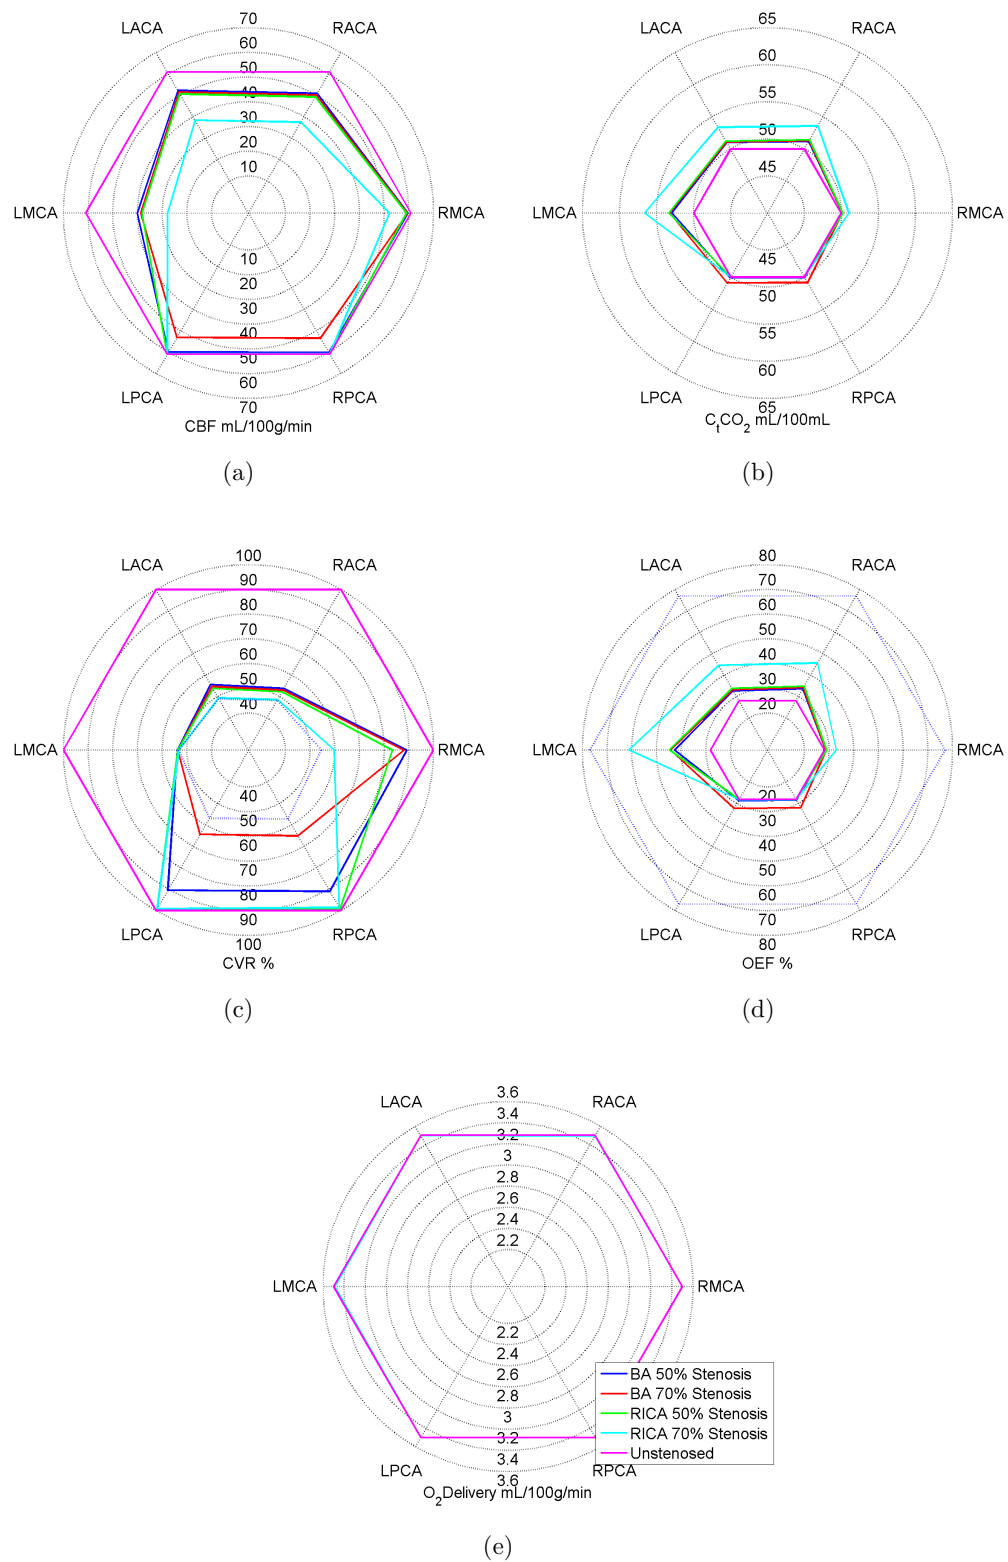 70
LACA RACA
60
50
40
30
20
10
LMCA RMCA
10
20
30
40
50
60
LPCA RPCA
70
CBF mL/100g/min
(a)
65
LACA RACA
60
55
50
45
LMCA RMCA
45
50
55
60
LPCA RPCA
65
CtCO2 mL/100mL
(b)
100
LACA RACA
90
80
70
60
50
40
LMCA RMCA
40
50
60
70
80
90
LPCA RPCA
100
CVR %
(c)
80
LACA RACA
70
60
50
40
30
20
LMCA RMCA
20
30
40
50
60
70
LPCA RPCA
80
OEF %
(d)
3.6
LACA RACA
3.4
3.2
3
2.8
2.6
2.4
2.2
LMCA RMCA
2.2
2.4
2.6
2.8
3
3.2
3.4
LPCA RPCA
3.6
O2Delivery mL/100g/min
BA 50% Stenosis
BA 70% Stenosis
RICA 50% Stenosis
RICA 70% Stenosis
Unstenosed
(e)